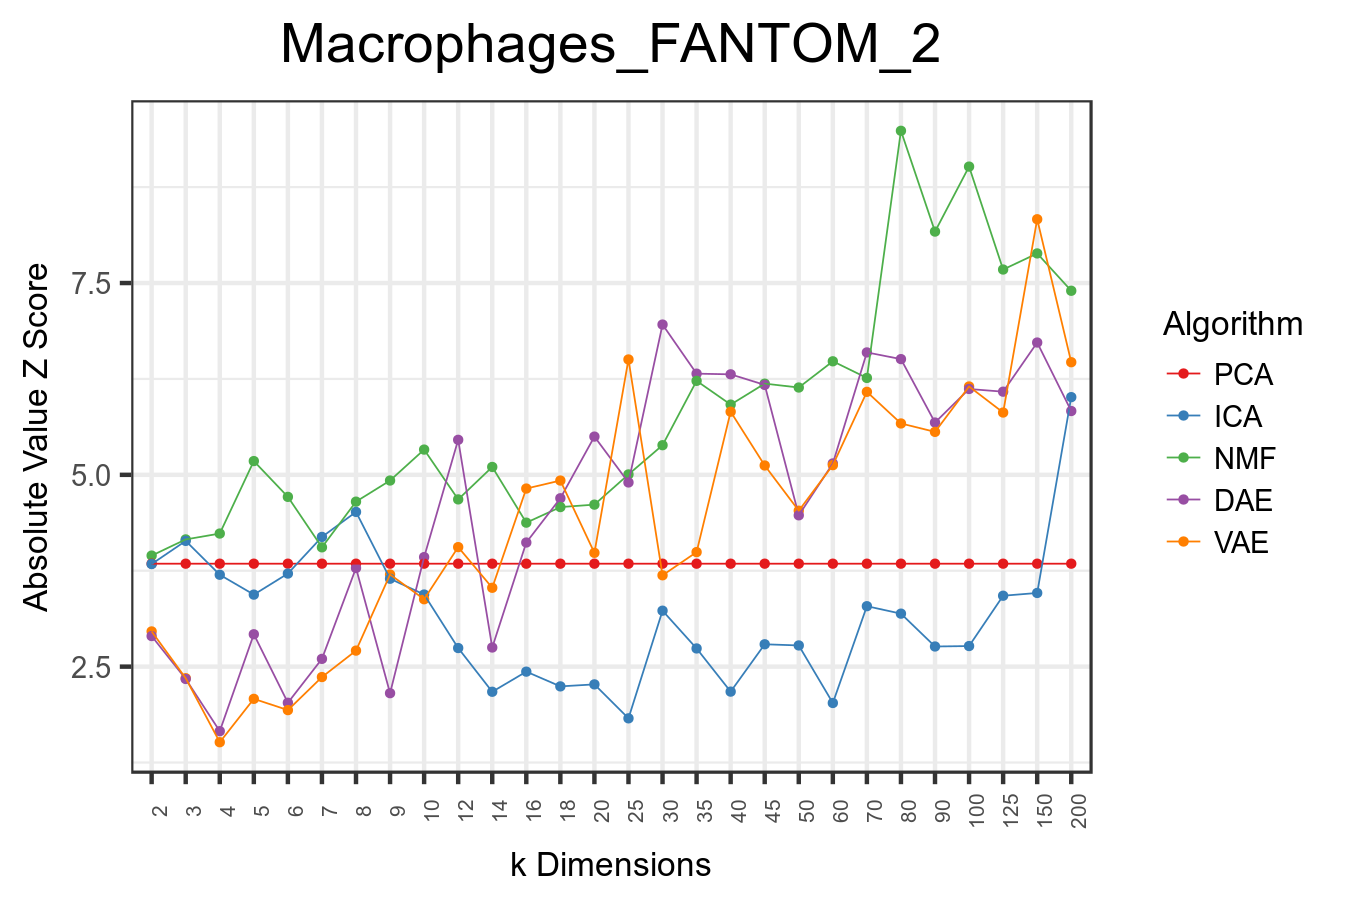 Macrophages_FANTOM_2
Absolute Value Z Score
7.5
5.0
2.5
2 3 4 5 6 7 8 9 10 12 14 16 18 20 25 30 35 40 45 50 60 70 80 90 100 125 150 200
k Dimensions
Algorithm
PCA
ICA
NMF
DAE
VAE